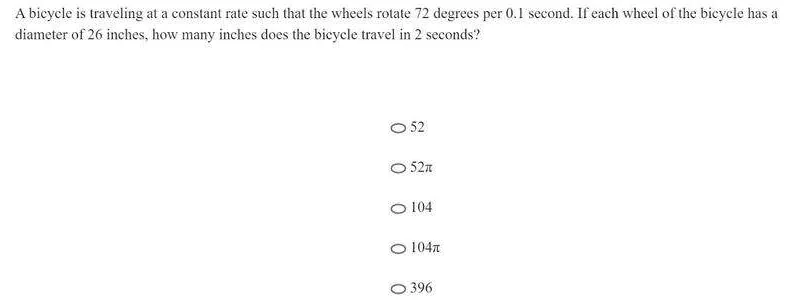 A bicycle is traveling at a constant rate such that the wheels rotate 72 degrees per 0.1 second. If each wheel of the bicycle has a
diameter of 26 inches, how many inches does the bicycle travel in 2 seconds?
52
52π
104
104π
396